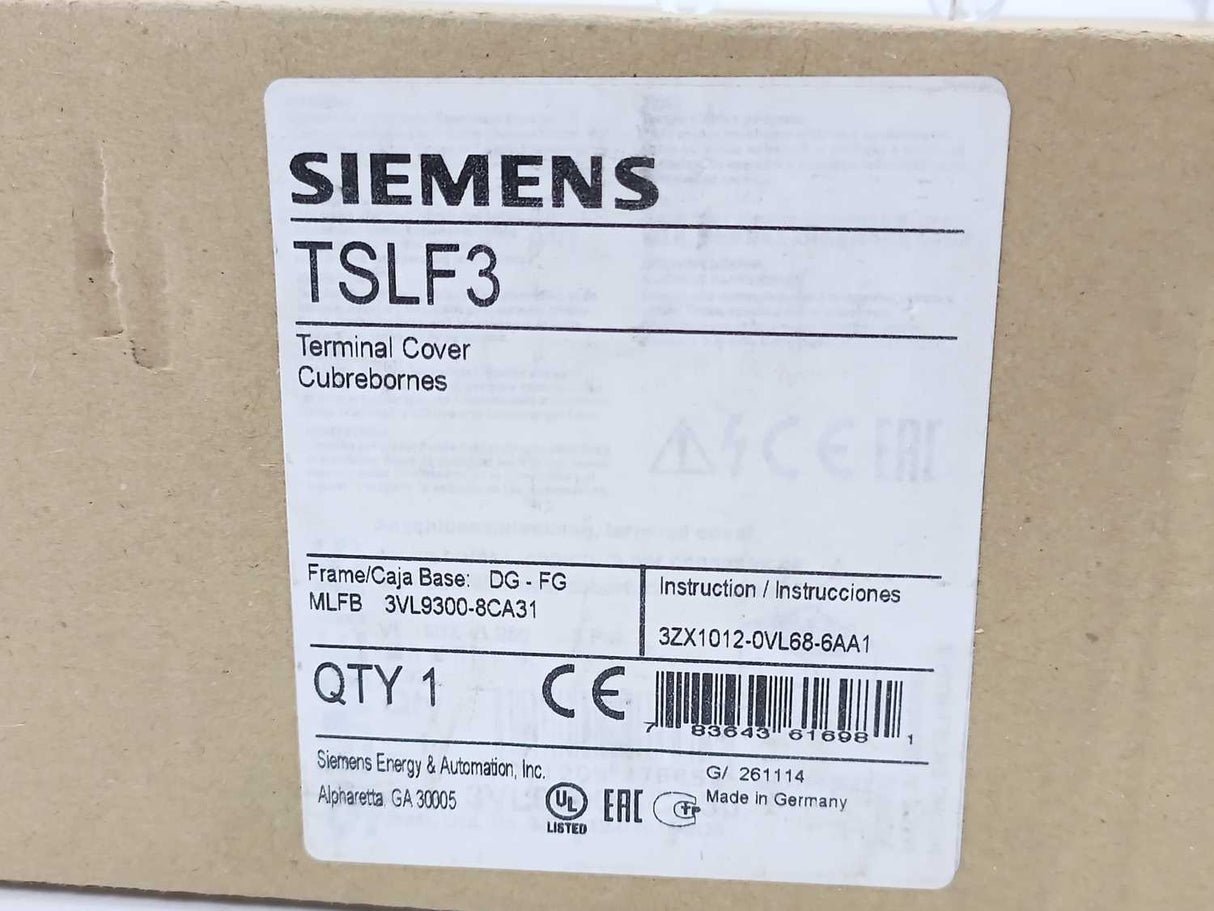 SIEMENS
TSLF3
Terminal Cover
Cubrebornes
Frame/Caja Base: DG - FG
MLFB 3VL9300-8CA31
Instruction / Instrucciones
3ZX1012-0VL68-6AA1
QTY 1
CE
7 83643 61698 1
Siemens Energy & Automation, Inc.
Alpharetta, GA 30005
UL
LISTED
EAC
G/ 261114
Made in Germany